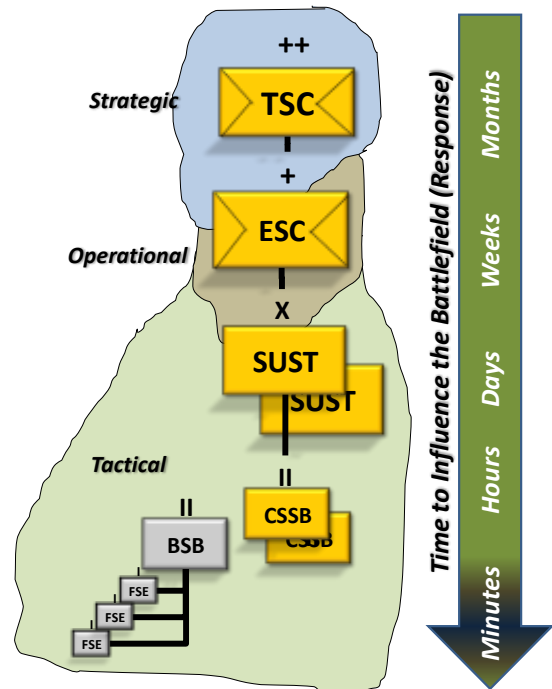 ++
Strategic
TSC
+
ESC
Operational
X
SUST
SUST
Tactical
II
CSSB
CSSB
II
BSB
I
FSE
I
FSE
I
FSE
Time to Influence the Battlefield (Response)
Months
Weeks
Days
Hours
Minutes